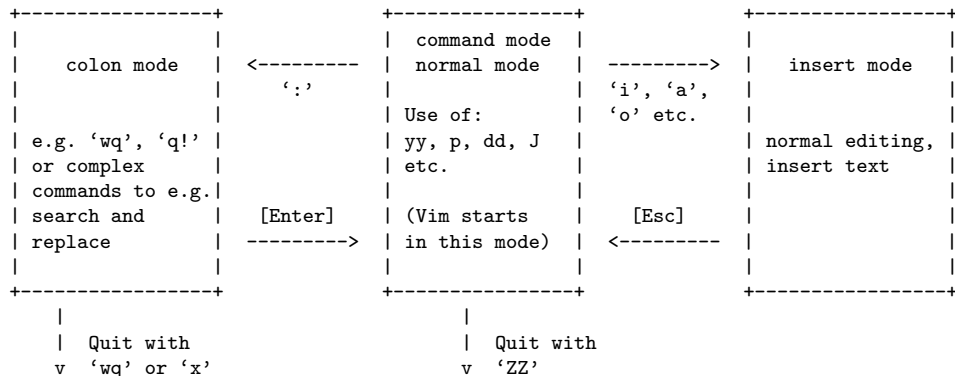 +-----------------+               +----------------+              +-----------------+
|                 |               |  command mode  |              |                 |
|    colon mode   |  <---------   |  normal mode   |  --------->  |   insert mode   |
|                 |     ‘:’       |                |  ‘i’, ‘a’,   |                 |
|                 |               | Use of:        |  ‘o’ etc.    |                 |
| e.g. ‘wq’, ‘q!’ |               | yy, p, dd, J   |              | normal editing, |
| or complex      |               | etc.           |              | insert text     |
| commands to e.g.|               |                |              |                 |
| search and      |   [Enter]     | (Vim starts    |    [Esc]     |                 |
| replace         |  --------->   | in this mode)  |  <---------  |                 |
|                 |               |                |              |                 |
+-----------------+               +----------------+              +-----------------+
    |                                   |
    |  Quit with                        |  Quit with
    v  ‘wq’ or ‘x’                      v  ‘ZZ’